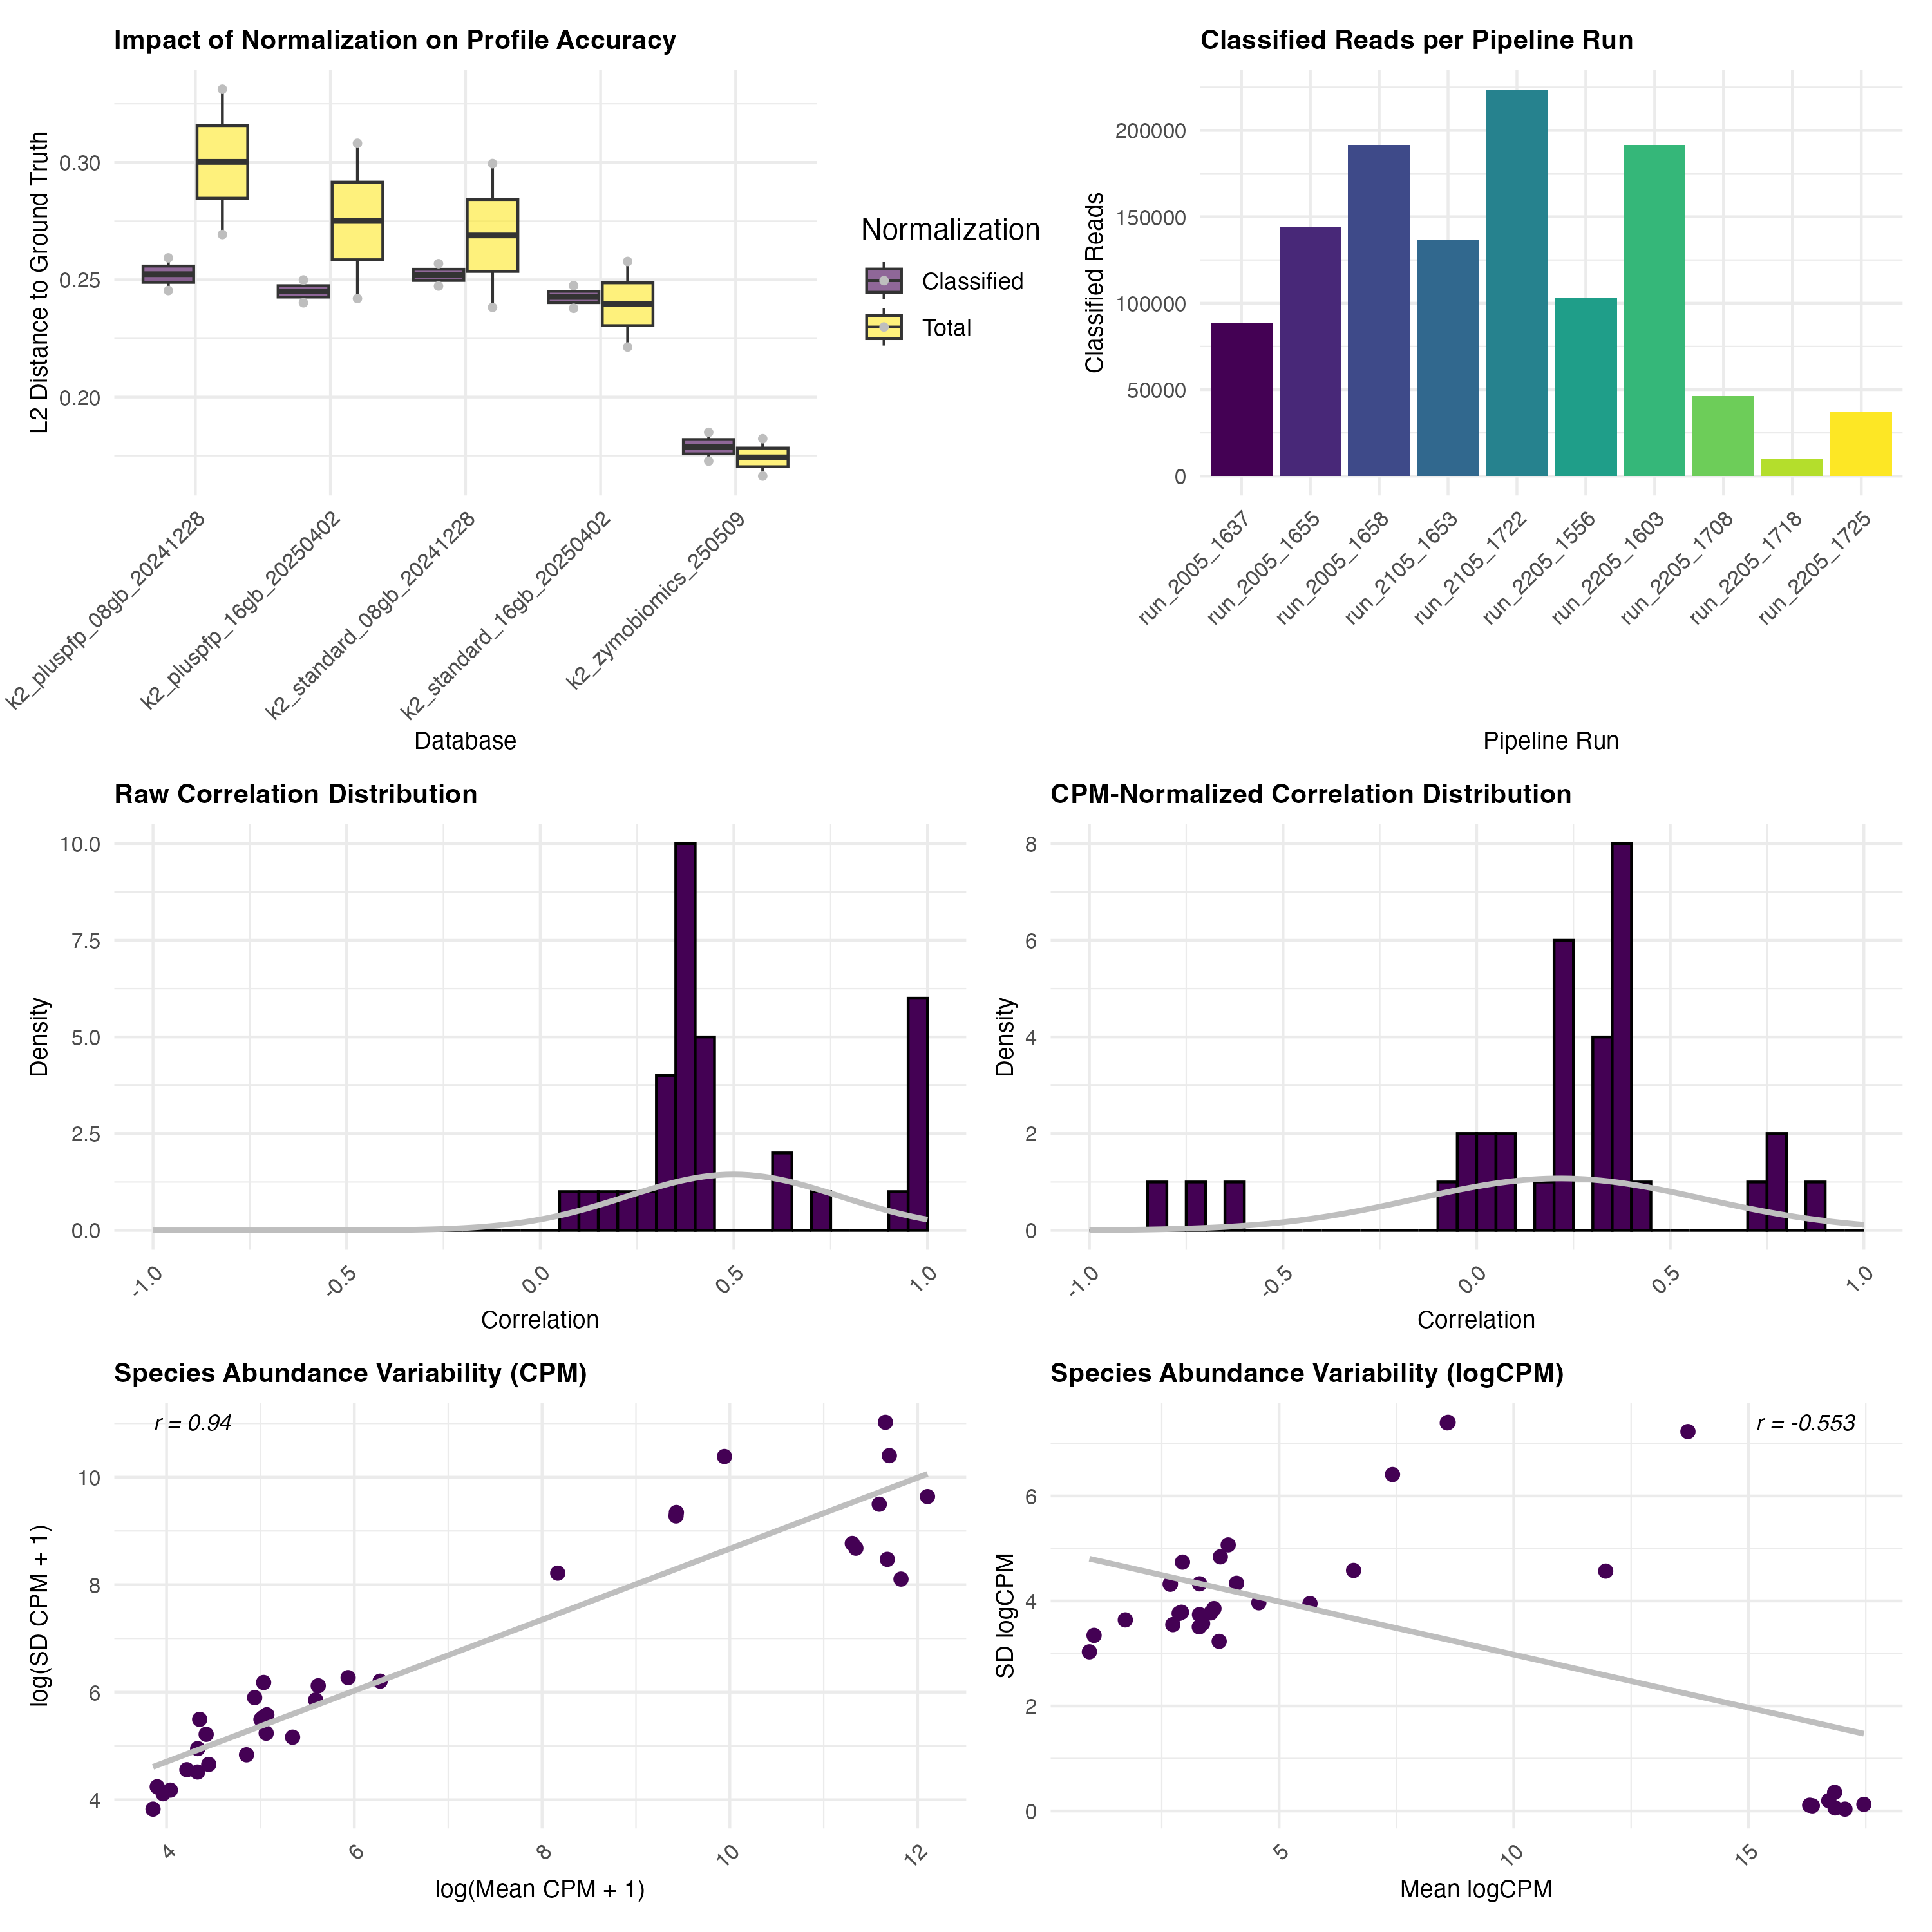 Impact of Normalization on Profile Accuracy
L2 Distance to Ground Truth
0.30
0.25
0.20
k2_pluspfp_08gb_20241228
k2_pluspfp_16gb_20250402
k2_standard_08gb_20241228
k2_standard_16gb_20250402
k2_zymobiomics_250509
Database
Normalization
Classified
Total
Classified Reads per Pipeline Run
Classified Reads
200000
150000
100000
50000
0
run_2005_1637
run_2005_1655
run_2005_1658
run_2105_1653
run_2105_1722
run_2205_1556
run_2205_1603
run_2205_1708
run_2205_1718
run_2205_1725
Pipeline Run
Raw Correlation Distribution
Density
10.0
7.5
5.0
2.5
0.0
-1.0
-0.5
0.0
0.5
1.0
Correlation
CPM-Normalized Correlation Distribution
Density
8
6
4
2
0
-1.0
-0.5
0.0
0.5
1.0
Correlation
Species Abundance Variability (CPM)
r = 0.94
log(SD CPM + 1)
10
8
6
4
4
6
8
10
12
log(Mean CPM + 1)
Species Abundance Variability (logCPM)
r = -0.553
SD logCPM
6
4
2
0
5
10
15
Mean logCPM